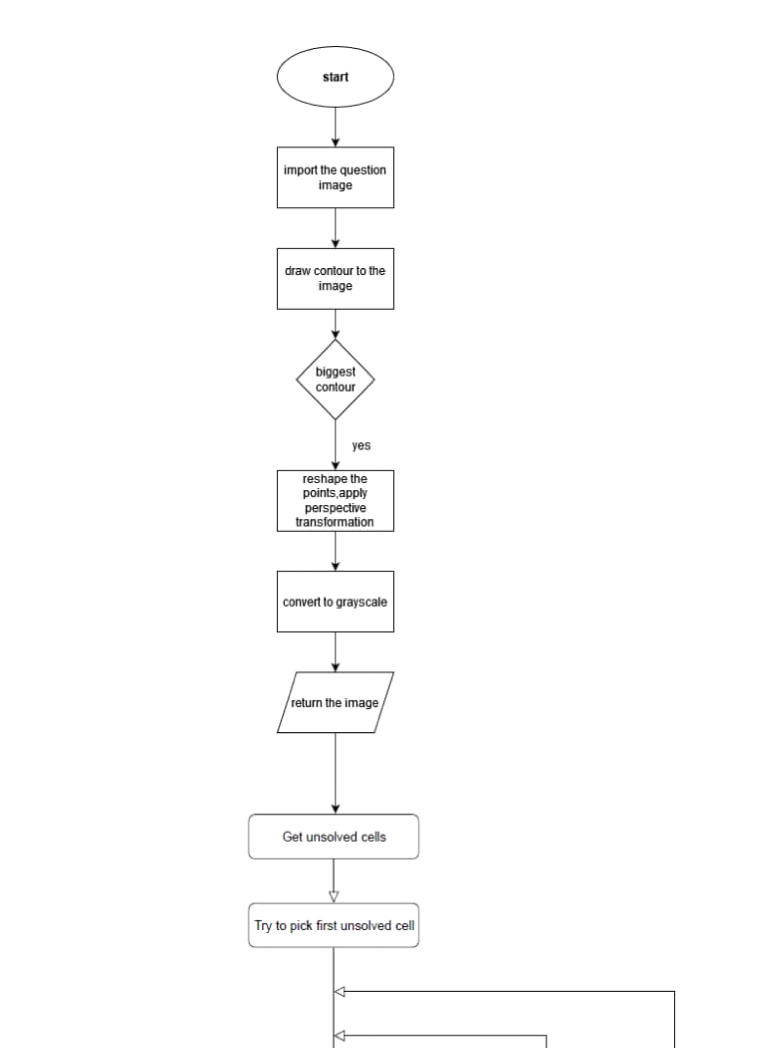 start
import the question
image
draw contour to the
image
biggest
contour
yes
reshape the
points,apply
perspective
transformation
convert to grayscale
return the image
Get unsolved cells
Try to pick first unsolved cell